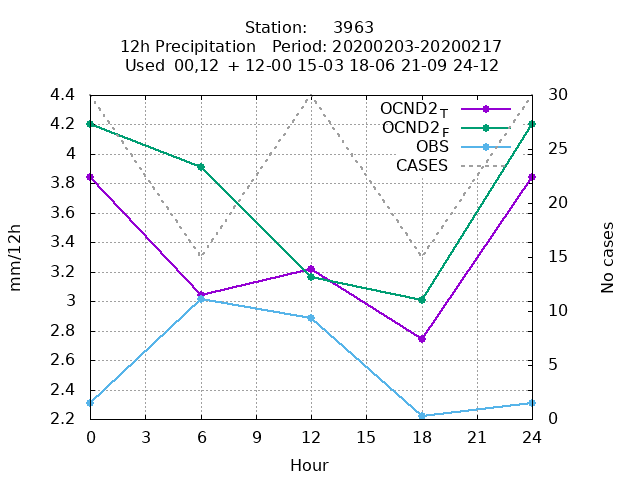 Station: 3963
12h Precipitation Period: 20200203-20200217
Used 00,12 + 12-00 15-03 18-06 21-09 24-12
OCND2T
OCND2F
OBS
CASES
4.4
4.2
4
3.8
3.6
3.4
3.2
3
2.8
2.6
2.4
2.2
mm/12h
30
25
20
15
10
5
0
No cases
0 3 6 9 12 15 18 21 24
Hour